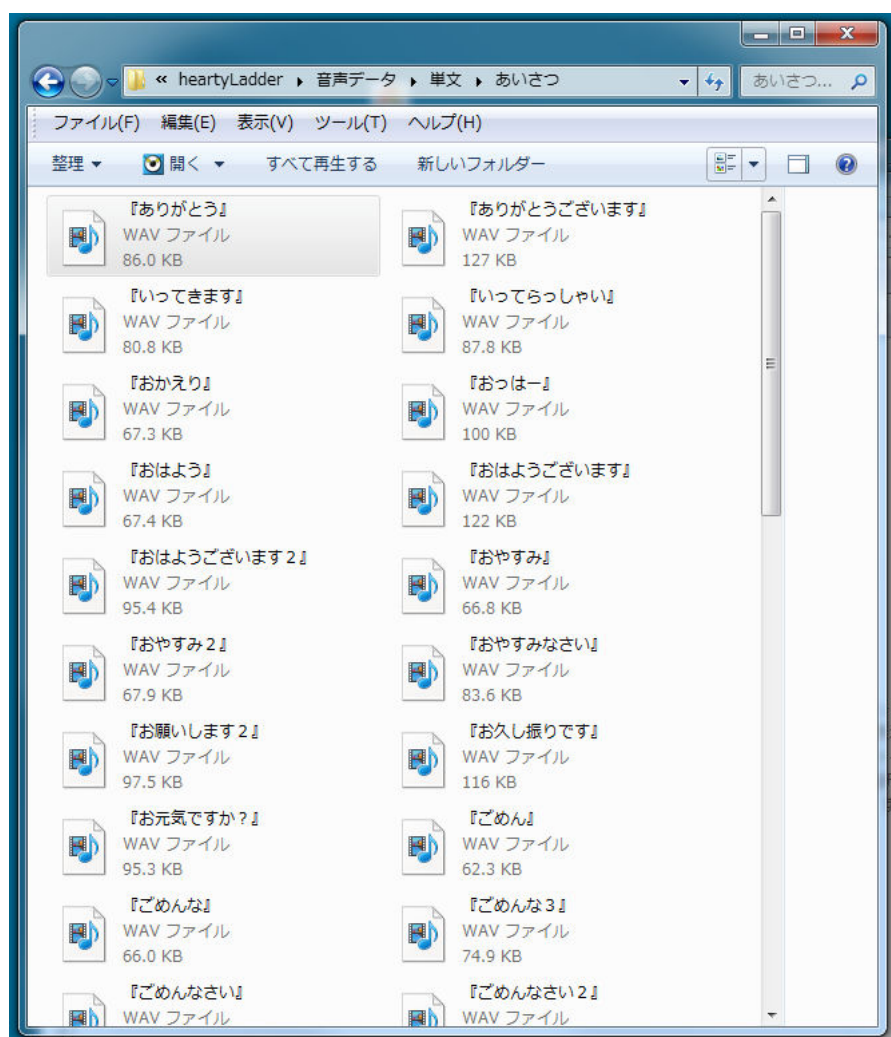 « heartyLadder ▸ 音声データ ▸ 単文 ▸ あいさつ
あいさつ...
ファイル(F) 編集(E) 表示(V) ツール(T) ヘルプ(H)
整理 開く すべて再生する 新しいフォルダー
『ありがとう』
WAV ファイル
86.0 KB
『ありがとうございます』
WAV ファイル
127 KB
『いってきます』
WAV ファイル
80.8 KB
『いってらっしゃい』
WAV ファイル
87.8 KB
『おかえり』
WAV ファイル
67.3 KB
『おっはー』
WAV ファイル
100 KB
『おはよう』
WAV ファイル
67.4 KB
『おはようございます』
WAV ファイル
122 KB
『おはようございます２』
WAV ファイル
95.4 KB
『おやすみ』
WAV ファイル
66.8 KB
『おやすみ２』
WAV ファイル
67.9 KB
『おやすみなさい』
WAV ファイル
83.6 KB
『お願いします２』
WAV ファイル
97.5 KB
『お久し振りです』
WAV ファイル
116 KB
『お元気ですか？』
WAV ファイル
95.3 KB
『ごめん』
WAV ファイル
62.3 KB
『ごめんな』
WAV ファイル
66.0 KB
『ごめんな３』
WAV ファイル
74.9 KB
『ごめんなさい』
WAV ファイル
『ごめんなさい２』
WAV ファイル